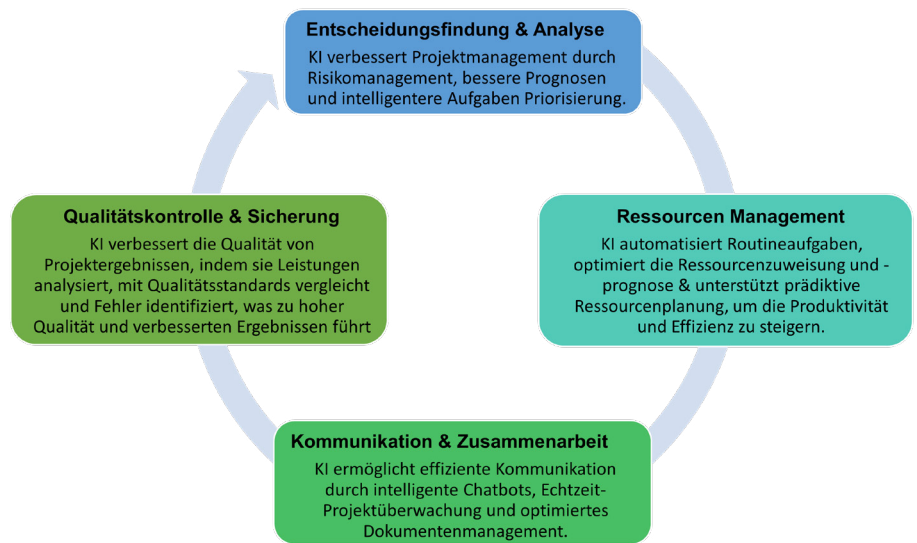 Entscheidungsfindung & Analyse
KI verbessert Projektmanagement durch
Risikomanagement, bessere Prognosen
und intelligentere Aufgaben Priorisierung.
Ressourcen Management
KI automatisiert Routineaufgaben,
optimiert die Ressourcenzuweisung und -
prognose & unterstützt prädiktive
Ressourcenplanung, um die Produktivität
und Effizienz zu steigern.
Kommunikation & Zusammenarbeit
KI ermöglicht effiziente Kommunikation
durch intelligente Chatbots, Echtzeit-
Projektüberwachung und optimiertes
Dokumentenmanagement.
Qualitätskontrolle & Sicherung
KI verbessert die Qualität von
Projektergebnissen, indem sie Leistungen
analysiert, mit Qualitätsstandards vergleicht
und Fehler identifiziert, was zu hoher
Qualität und verbesserten Ergebnissen führt